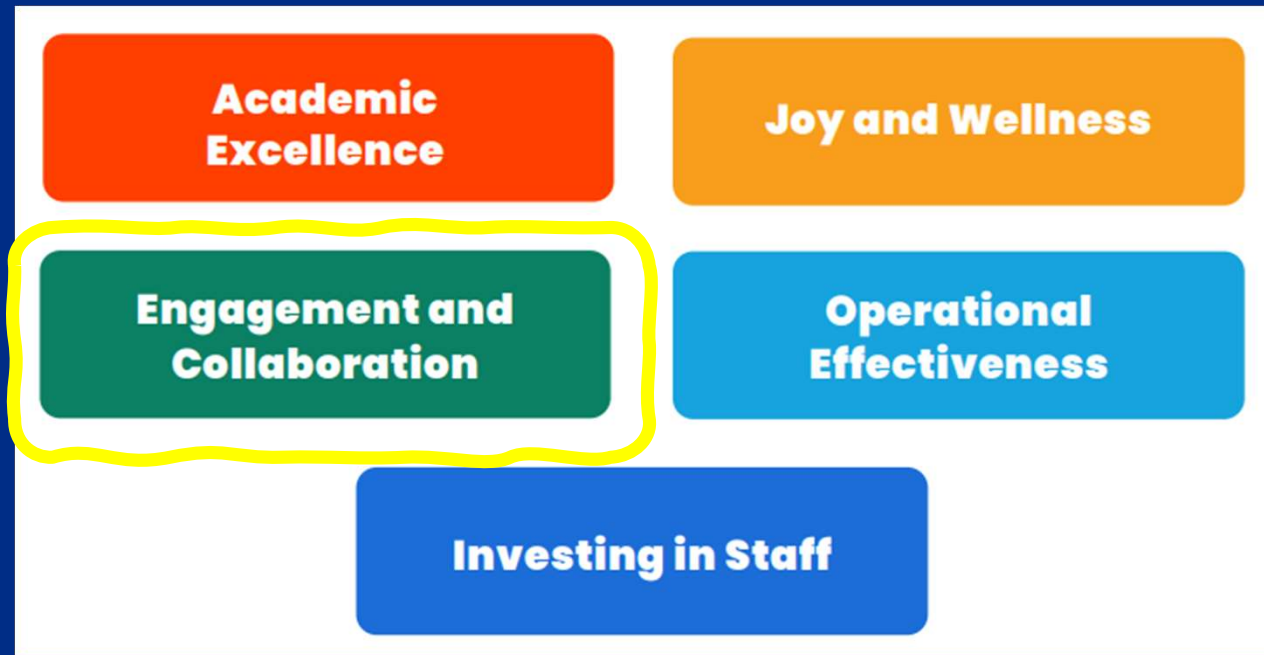 Academic
Excellence
Joy and Wellness
Engagement and
Collaboration
Operational
Effectiveness
Investing in Staff